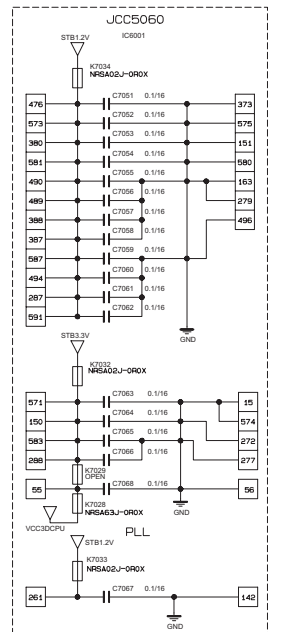 JCC5060
IC6001
STB1.2V
K7034
NRSA02J-0R0X
476 C7051 0.1/16 373
573 C7052 0.1/16 575
380 C7053 0.1/16 151
581 C7054 0.1/16 580
490 C7055 0.1/16 163
489 C7056 0.1/16 279
388 C7057 0.1/16 496
387 C7058 0.1/16
587 C7059 0.1/16
494 C7060 0.1/16
287 C7061 0.1/16
591 C7062 0.1/16
GND
STB3.3V
K7032
NRSA02J-0R0X
571 C7063 0.1/16 15
150 C7064 0.1/16 574
583 C7065 0.1/16 272
288 C7066 0.1/16 277
K7029
OPEN
55 C7068 0.1/16 56
K7028
NRSA63J-0R0X
GND
VCC3DCPU
PLL
STB1.2V
K7033
NRSA02J-0R0X
261 C7067 0.1/16 142
GND